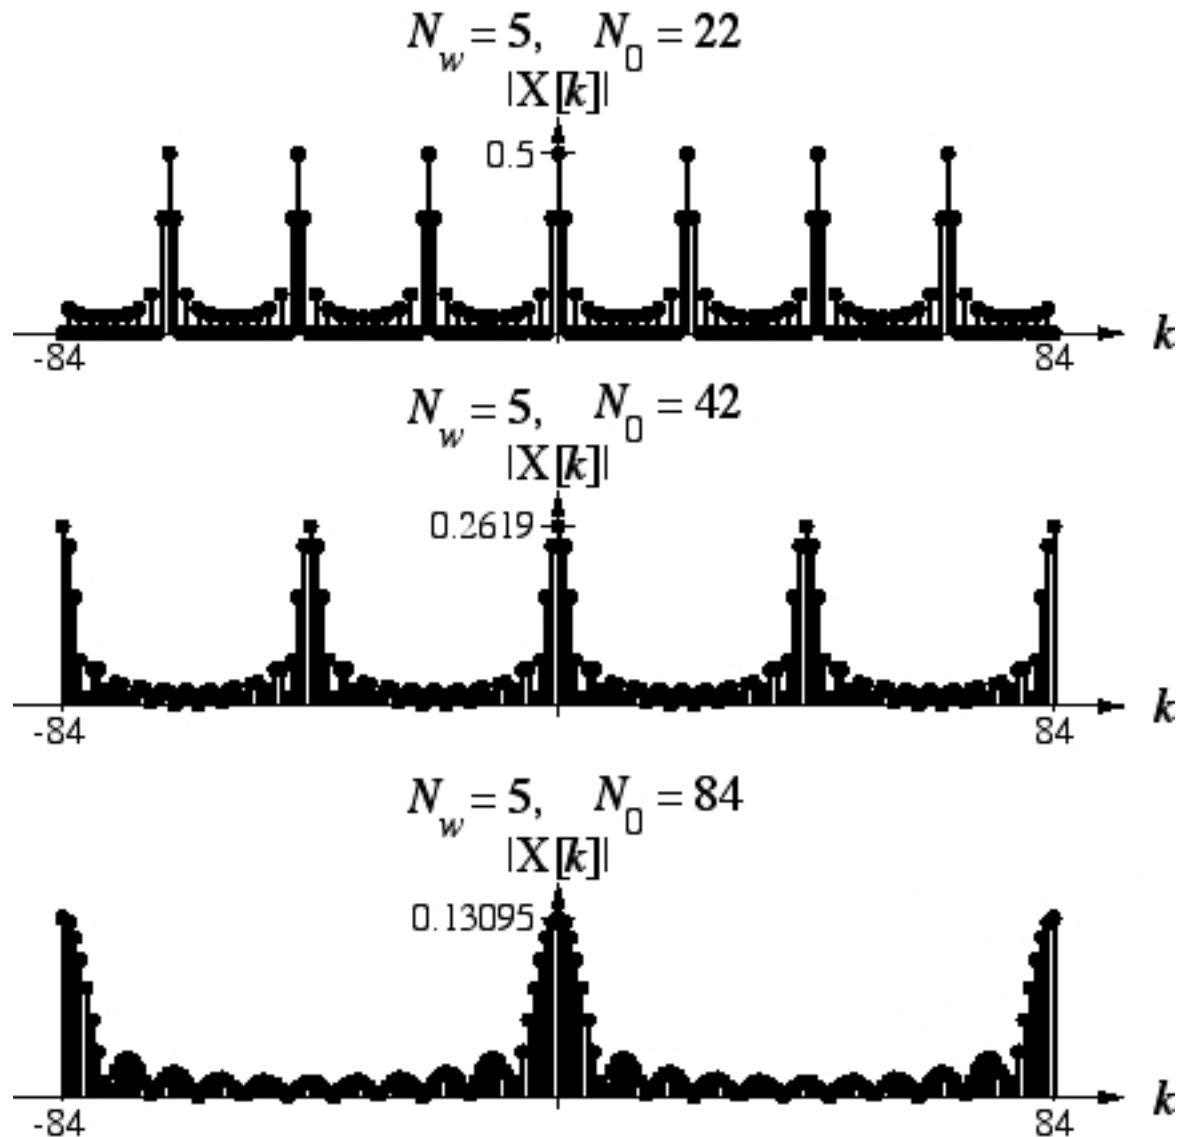 N_w = 5, N_0 = 22
|X[k]|
0.5
k
-84 84
N_w = 5, N_0 = 42
|X[k]|
0.2619
k
-84 84
N_w = 5, N_0 = 84
|X[k]|
0.13095
k
-84 84